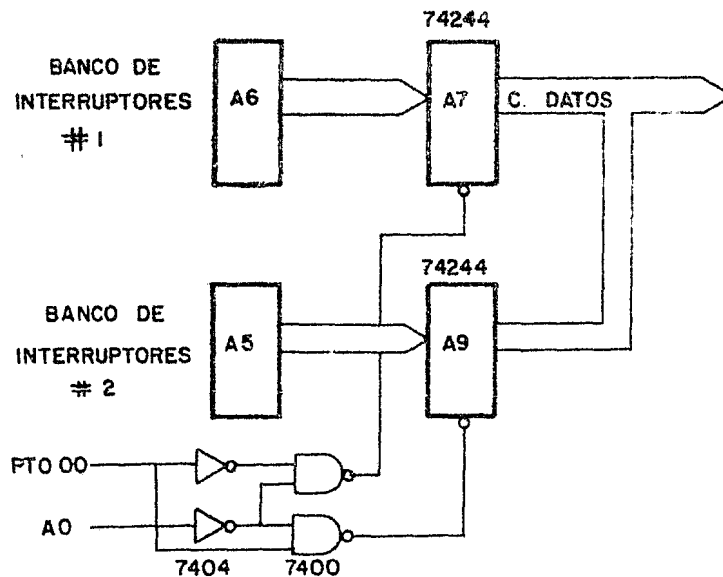 74244
BANCO DE
INTERRUPTORES
# 1
A6
A7
C. DATOS
74244
BANCO DE
INTERRUPTORES
# 2
A5
A9
PTO 00
A0
7404
7400